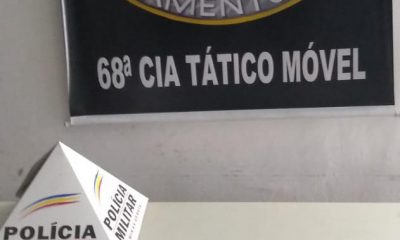 AMENTO
68ª CIA TÁTICO MÓVEL
POLÍCIA
POLÍCIA
MILITAR